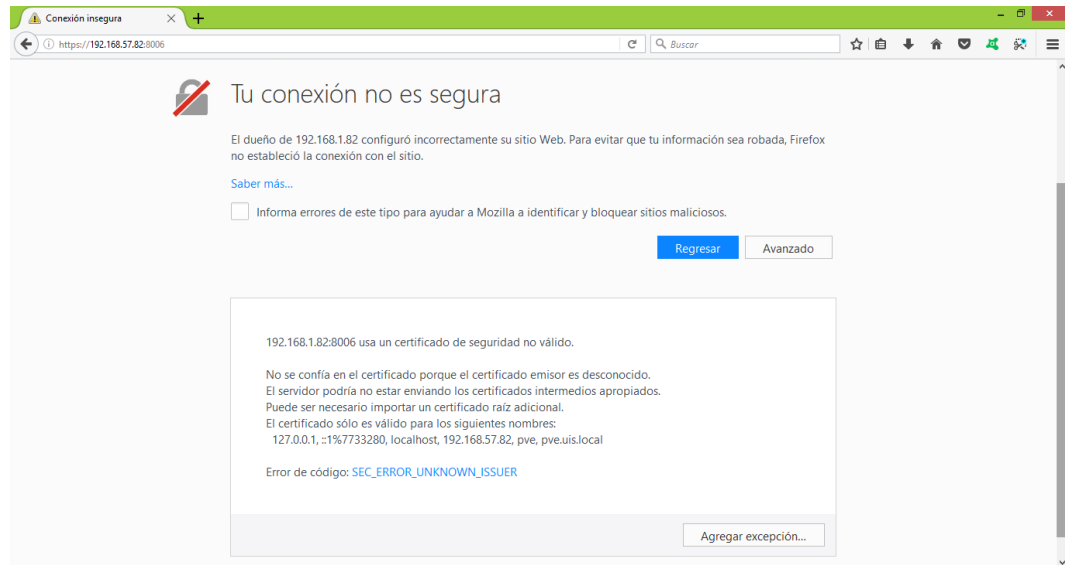 Conexión insegura
https://192.168.57.82:8006
Buscar
Tu conexión no es segura
El dueño de 192.168.1.82 configuró incorrectamente su sitio Web. Para evitar que tu información sea robada, Firefox
no estableció la conexión con el sitio.
Saber más...
Informa errores de este tipo para ayudar a Mozilla a identificar y bloquear sitios maliciosos.
Regresar
Avanzado
192.168.1.82:8006 usa un certificado de seguridad no válido.
No se confía en el certificado porque el certificado emisor es desconocido.
El servidor podría no estar enviando los certificados intermedios apropiados.
Puede ser necesario importar un certificado raíz adicional.
El certificado sólo es válido para los siguientes nombres:
127.0.0.1, ::1%7733280, localhost, 192.168.57.82, pve, pve.uis.local
Error de código: SEC_ERROR_UNKNOWN_ISSUER
Agregar excepción...